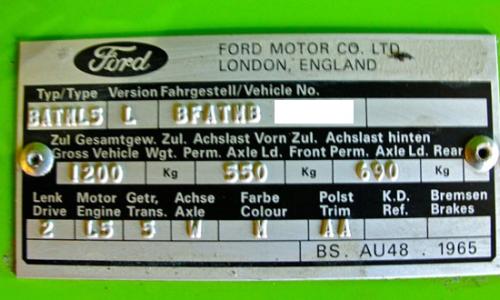 Ford FORD MOTOR CO. LTD.
LONDON, ENGLAND
Typ/Type Version Fahrgestell/Vehicle No.
L BFATMB
Zul Gesamtgew. Zul. Achslast Vorn Zul. Achslast hinten
Gross Vehicle Wgt. Perm. Axle Ld. Front Perm. Axle Ld. Rear
1200 Kg 550 Kg 690 Kg
Lenk Motor Getr, Achse Farbe Polst K.D. Bremsen
Drive Engine Trans. Axle Colour Trim Ref. Brakes
2 L5 5 AA
BS. AU48 . 1965